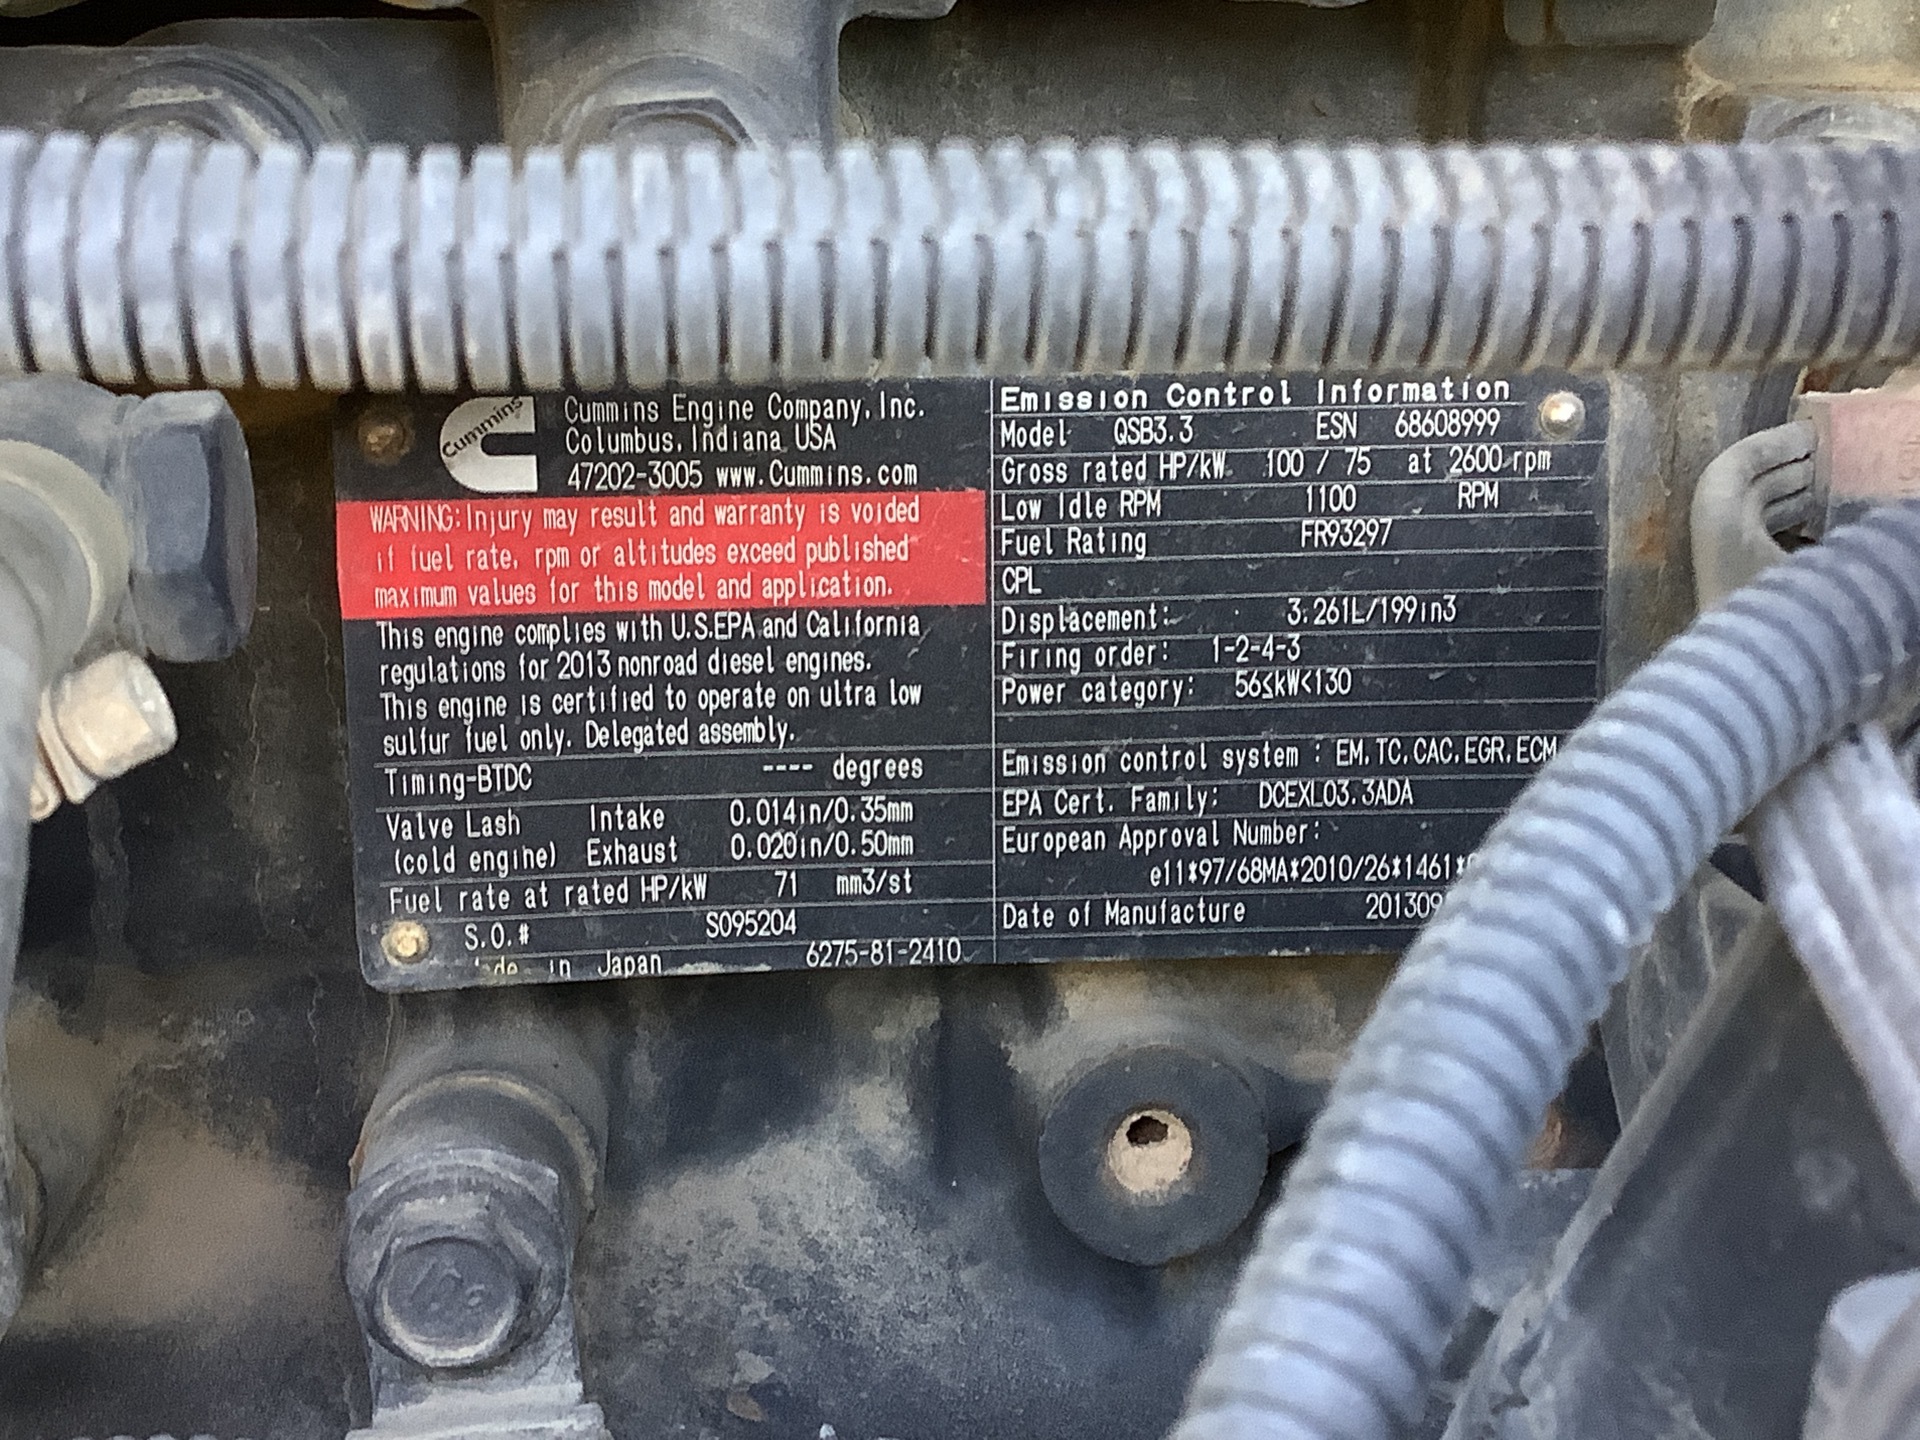 Cummins
Cummins Engine Company, Inc.
Columbus, Indiana USA
47202-3005 www.Cummins.com
WARNING: Injury may result and warranty is voided
if fuel rate, rpm or altitudes exceed published
maximum values for this model and application.
This engine complies with U.S.EPA and California
regulations for 2013 nonroad diesel engines.
This engine is certified to operate on ultra low
sulfur fuel only. Delegated assembly.
Timing-BTDC ---- degrees
Valve Lash Intake 0.014in/0.35mm
(cold engine) Exhaust 0.020in/0.50mm
Fuel rate at rated HP/kW 71 mm3/st
S.O.# SO95204
in Japan 6275-81-2410
Emission Control Information
Model QSB3.3 ESN 68608999
Gross rated HP/kW 100 / 75 at 2600 rpm
Low Idle RPM 1100 RPM
Fuel Rating FR93297
CPL
Displacement: 3.261L/199in3
Firing order: 1-2-4-3
Power category: 56≤kW<130
Emission control system : EM, TC, CAC, EGR, ECM
EPA Cert. Family: DCEXL03.3ADA
European Approval Number:
e11*97/68MA*2010/26*1461*
Date of Manufacture 201309